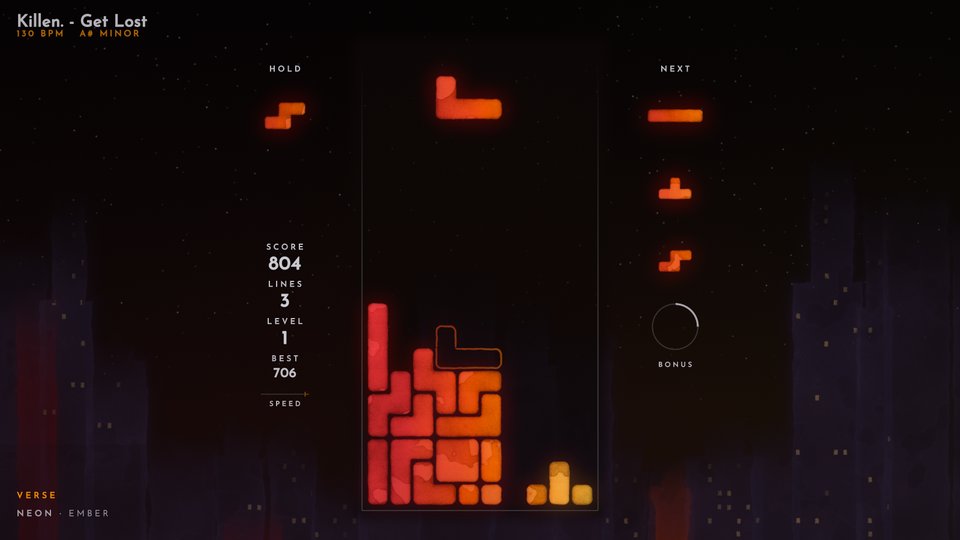 Killen. - Get Lost
130 BPM A# MINOR
HOLD
NEXT
SCORE
804
LINES
3
LEVEL
1
BEST
706
SPEED
BONUS
VERSE
NEON · EMBER